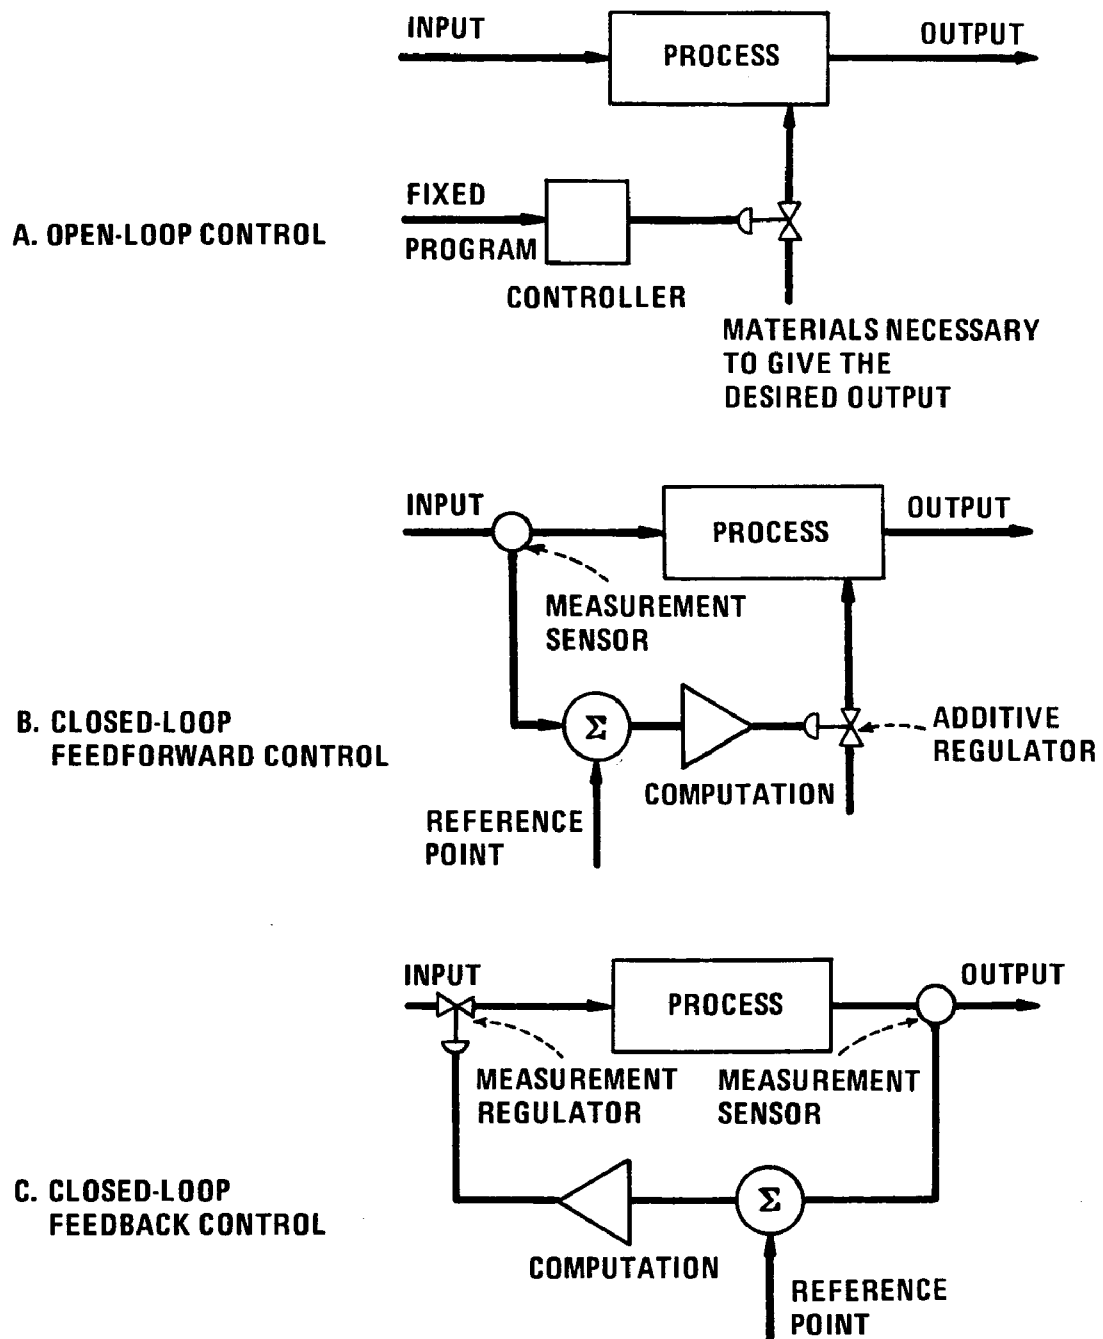 INPUT
OUTPUT
PROCESS
FIXED
PROGRAM
A. OPEN-LOOP CONTROL
CONTROLLER
MATERIALS NECESSARY
TO GIVE THE
DESIRED OUTPUT
INPUT
OUTPUT
PROCESS
MEASUREMENT
SENSOR
B. CLOSED-LOOP
FEEDFORWARD CONTROL
Σ
ADDITIVE
REGULATOR
COMPUTATION
REFERENCE
POINT
INPUT
OUTPUT
PROCESS
MEASUREMENT
REGULATOR
MEASUREMENT
SENSOR
C. CLOSED-LOOP
FEEDBACK CONTROL
Σ
COMPUTATION
REFERENCE
POINT